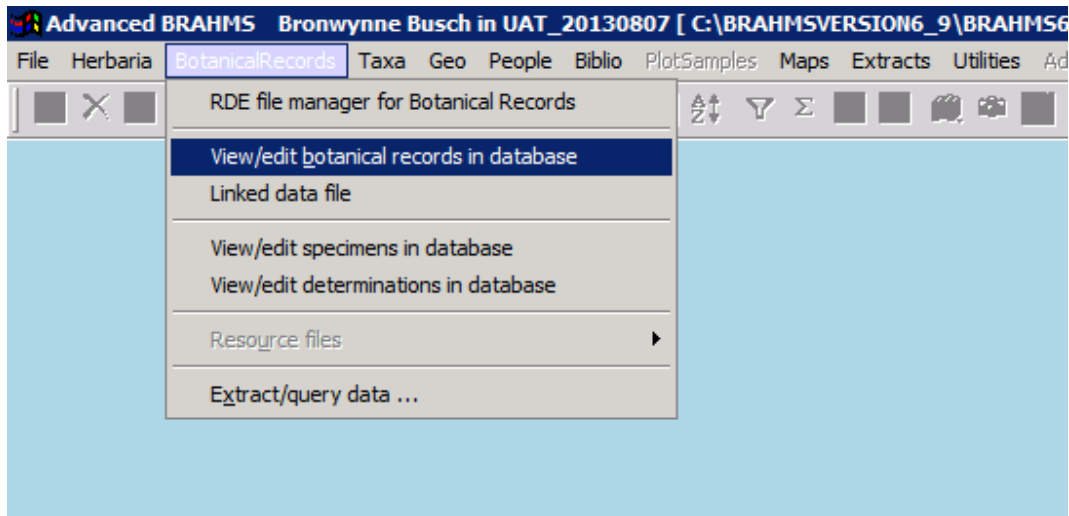 Advanced BRAHMS Bronwynne Busch in UAT_20130807 [ C:\BRAHMSVERSION6_9\BRAHMS6
File Herbaria BotanicalRecords Taxa Geo People Biblio PlotSamples Maps Extracts Utilities Ad
RDE file manager for Botanical Records
View/edit botanical records in database
Linked data file
View/edit specimens in database
View/edit determinations in database
Resource files
Extract/query data ...